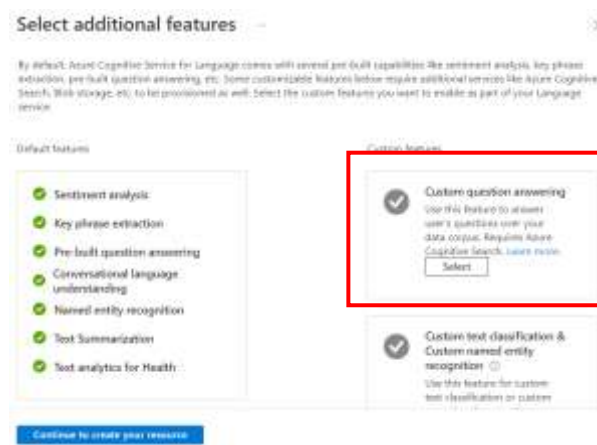 Select additional features
By default, Azure Cognitive Service for Language comes with several pre-built capabilities like sentiment analysis, key phrase
extraction, pre-built question answering, etc. Some customizable features below require additional services like Azure Cognitive
Search, Blob storage, etc. to be provisioned as well. Select the custom features you want to enable as part of your Language
service
Default features
Sentiment analysis
Key phrase extraction
Pre-built question answering
Conversational language
understanding
Named entity recognition
Text Summarization
Text analytics for Health
Custom features
Custom question answering
Use this feature to answer
user's questions over your
data corpus. Requires Azure
Cognitive Search. Learn more
Select
Custom text classification &
Custom named entity
recognition
Use this feature for custom
text classification or custom
Continue to create your resource